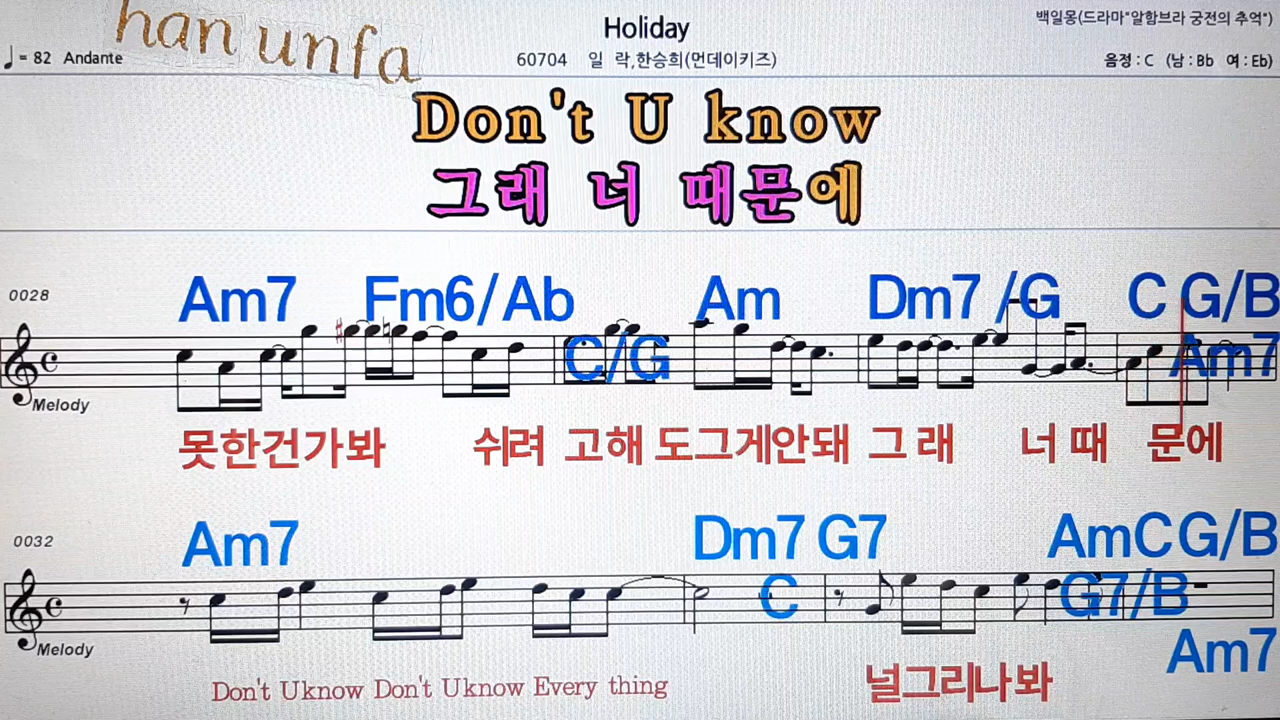 han unfa
Holiday
백일몽(드라마"알함브라 궁전의 추억")
♩= 82 Andante
60704 일 락,한승희(먼데이키즈)
음정 : C (남 : Bb 여 : Eb)
Don't U know
그래 너 때문에
0028
Am7 Fm6/Ab Am Dm7 /G C G/B
C/G Am7
Melody
못한건가봐 쉬려 고해 도그게안돼 그 래 너 때 문에
0032
Am7 Dm7 G7 Am C G/B
C G7/B
Melody
Am7
Don't Uknow Don't Uknow Every thing
널그리나봐